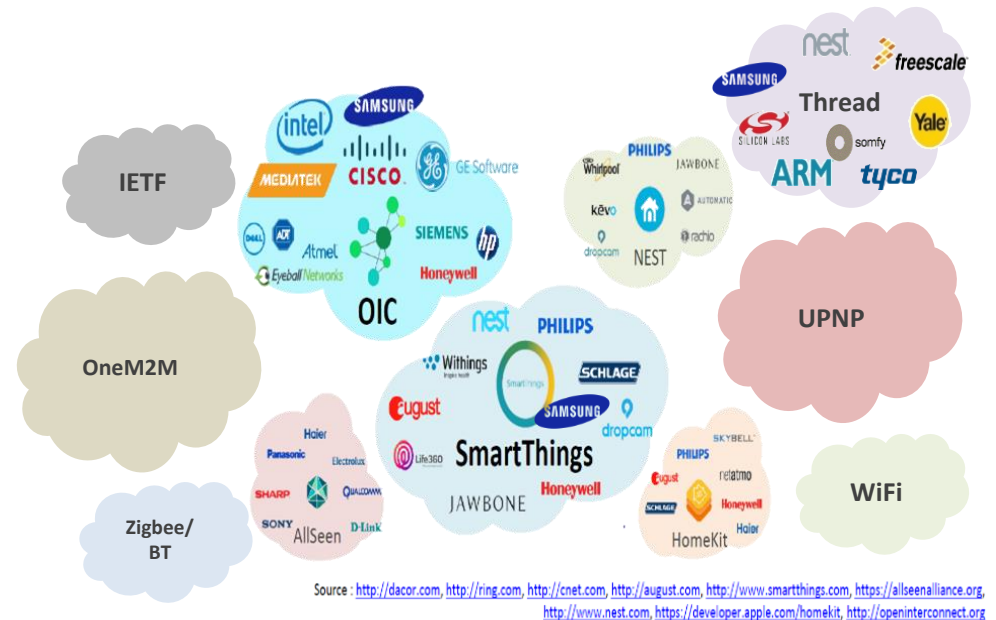 nest
freescale
SAMSUNG
Thread
SILICON LABS
somfy
Yale
ARM
tyco
IETF
intel
SAMSUNG
CISCO
GE Software
MEDIATEK
DELL
ADT
Atmel
SIEMENS
hp
Eyeball Networks
Honeywell
OIC
Whirlpool
PHILIPS
JAWBONE
kēvo
AUTOMATIC
dropcam
rachio
NEST
OneM2M
UPNP
nest
PHILIPS
Withings
SmartThings
SCHLAGE
SAMSUNG
august
dropcam
Life360
SmartThings
Honeywell
JAWBONE
Haier
Panasonic
Electrolux
SHARP
QUALCOMM
SONY
D-Link
AllSeen
SKYBELL
PHILIPS
august
netatmo
SCHLAGE
Honeywell
Haier
HomeKit
WiFi
Zigbee/
BT
Source : http://dacor.com, http://ring.com, http://cnet.com, http://august.com, http://www.smartthings.com, https://allseenalliance.org,
http://www.nest.com, https://developer.apple.com/homekit, http://openinterconnect.org